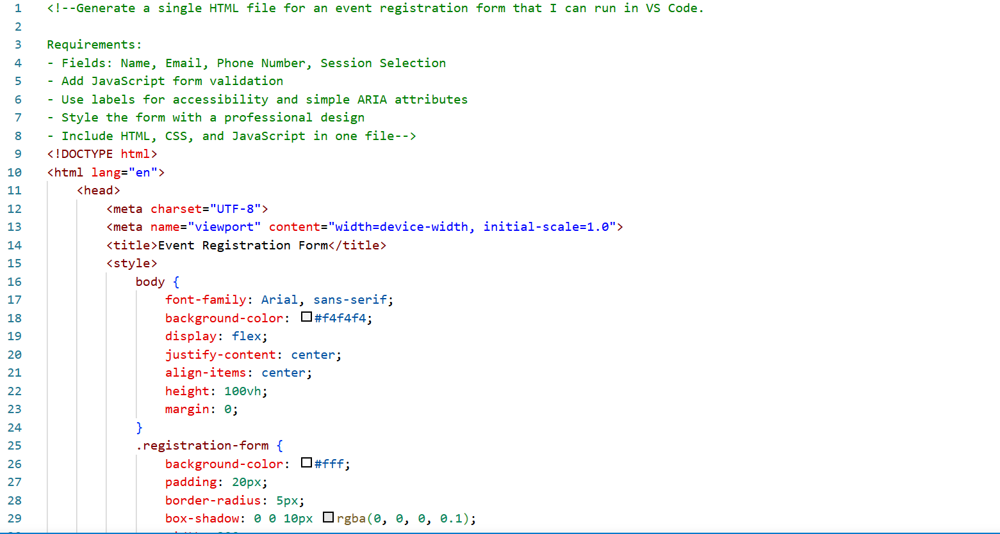 1 <!--Generate a single HTML file for an event registration form that I can run in VS Code.
2
3 Requirements:
4 - Fields: Name, Email, Phone Number, Session Selection
5 - Add JavaScript form validation
6 - Use labels for accessibility and simple ARIA attributes
7 - Style the form with a professional design
8 - Include HTML, CSS, and JavaScript in one file-->
9 <!DOCTYPE html>
10 <html lang="en">
11     <head>
12         <meta charset="UTF-8">
13         <meta name="viewport" content="width=device-width, initial-scale=1.0">
14         <title>Event Registration Form</title>
15         <style>
16             body {
17                 font-family: Arial, sans-serif;
18                 background-color: #f4f4f4;
19                 display: flex;
20                 justify-content: center;
21                 align-items: center;
22                 height: 100vh;
23                 margin: 0;
24             }
25             .registration-form {
26                 background-color: #fff;
27                 padding: 20px;
28                 border-radius: 5px;
29                 box-shadow: 0 0 10px rgba(0, 0, 0, 0.1);